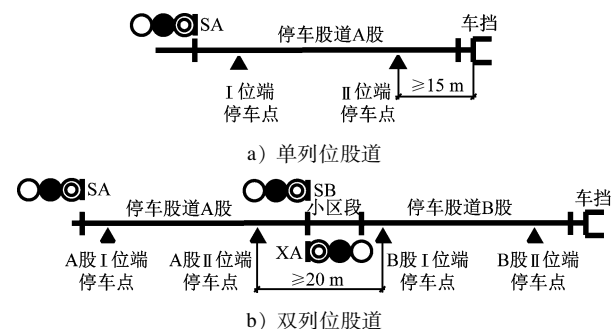 SA
停车股道A股
车挡
Ⅰ位端
停车点
Ⅱ位端
停车点
≥15 m
a）单列位股道
SA
停车股道A股
SB
小区段
停车股道B股
车挡
XA
A股Ⅰ位端
停车点
A股Ⅱ位端
停车点
≥20 m
B股Ⅰ位端
停车点
B股Ⅱ位端
停车点
b）双列位股道